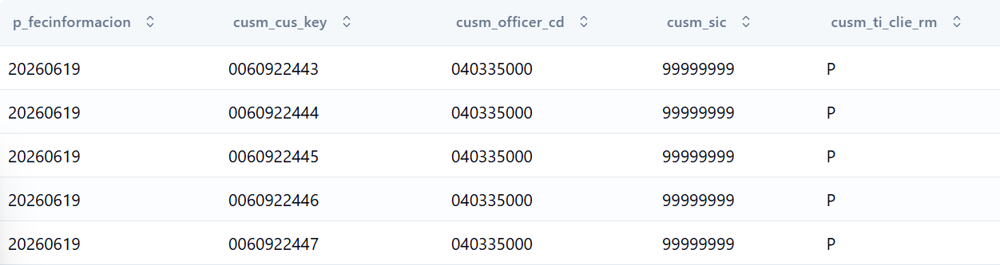 p_fecinformacion cusm_cus_key cusm_officer_cd cusm_sic cusm_ti_clie_rm
20260619 0060922443 040335000 99999999 P
20260619 0060922444 040335000 99999999 P
20260619 0060922445 040335000 99999999 P
20260619 0060922446 040335000 99999999 P
20260619 0060922447 040335000 99999999 P